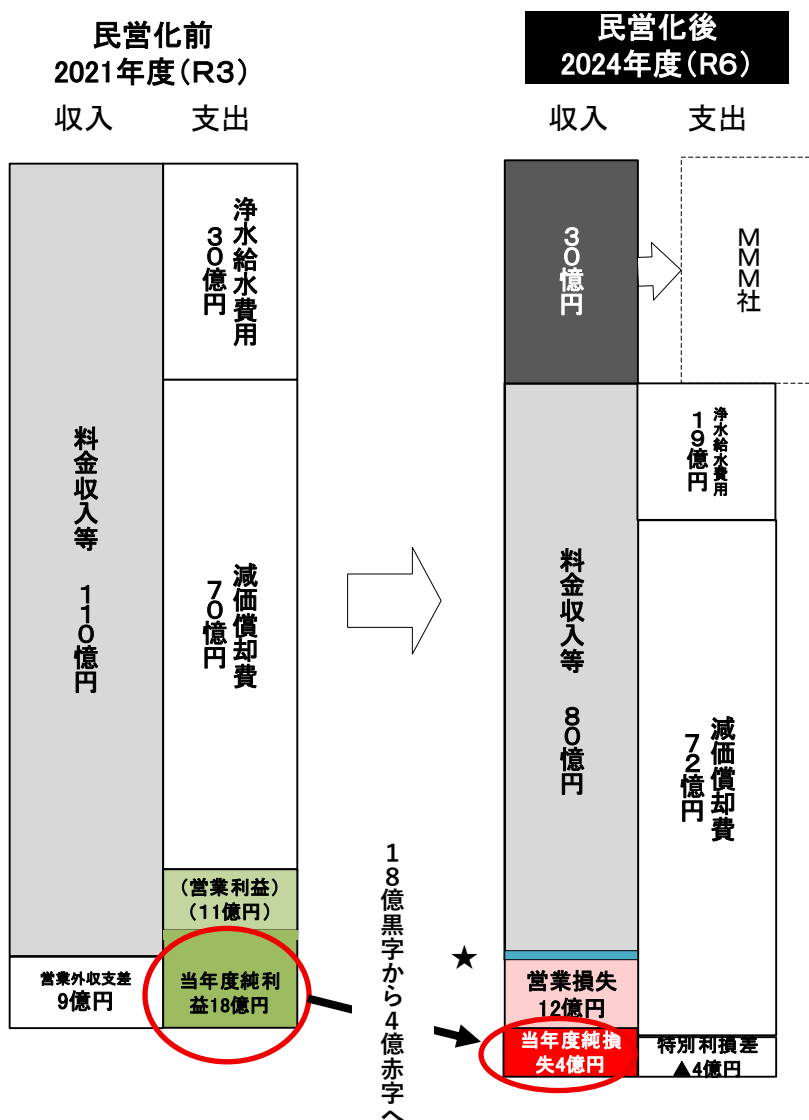 民営化前
2021年度（R3）
収入
支出
料金収入等　110億円
浄水給水費用
30億円
減価償却費
70億円
（営業利益）
（11億円）
営業外収支差
9億円
当年度純利
益18億円
18億黒字から4億赤字へ
民営化後
2024年度（R6）
収入
支出
30億円
MMM社
料金収入等　80億円
浄水給水費用
19億円
減価償却費
72億円
★
営業損失
12億円
当年度純損
失4億円
特別利損差
▲4億円